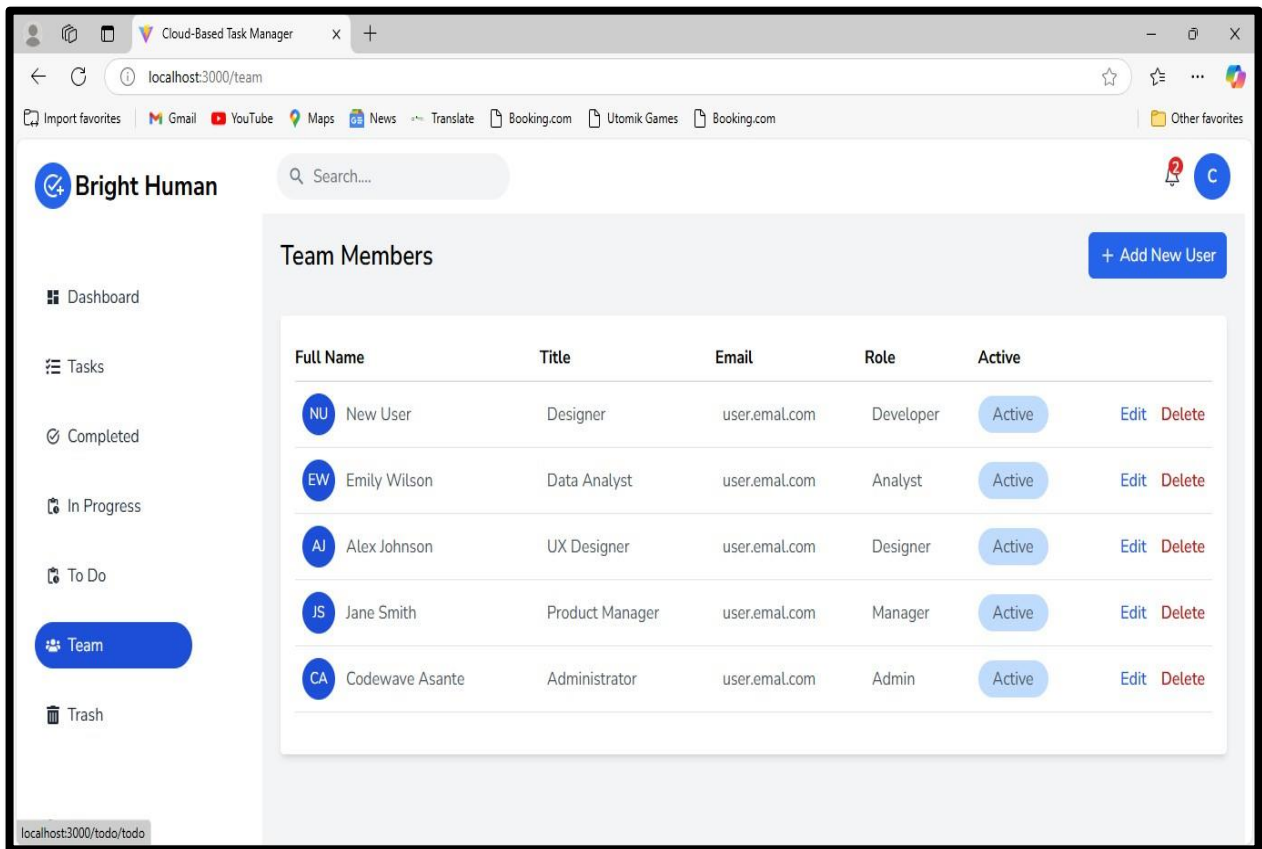 Cloud-Based Task Manager
localhost:3000/team
Import favorites Gmail YouTube Maps News Translate Booking.com Utomik Games Booking.com Other favorites
Bright Human Search.... 2 C
Team Members + Add New User
Dashboard
Tasks
Completed
In Progress
To Do
Team
Trash
Full Name Title Email Role Active
NU New User Designer user.emal.com Developer Active Edit Delete
EW Emily Wilson Data Analyst user.emal.com Analyst Active Edit Delete
AJ Alex Johnson UX Designer user.emal.com Designer Active Edit Delete
JS Jane Smith Product Manager user.emal.com Manager Active Edit Delete
CA Codewave Asante Administrator user.emal.com Admin Active Edit Delete
localhost:3000/todo/todo